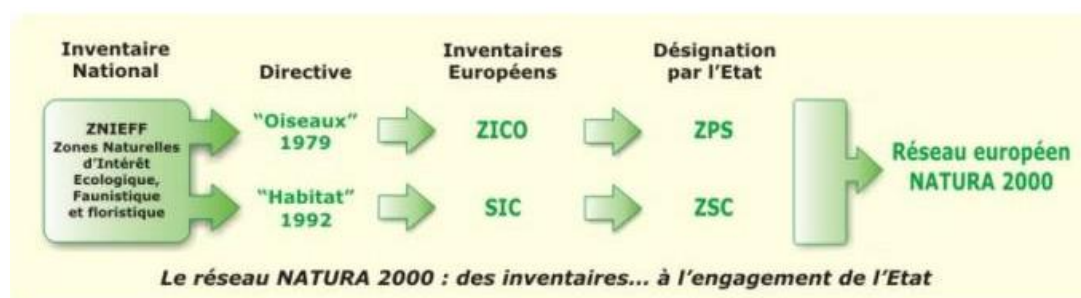 Inventaire
National
Directive
Inventaires
Européens
Désignation
par l'Etat
ZNIEFF
Zones Naturelles
d'Intérêt
Ecologique,
Faunistique
et floristique
"Oiseaux"
1979
ZICO
ZPS
"Habitat"
1992
SIC
ZSC
Réseau européen
NATURA 2000
Le réseau NATURA 2000 : des inventaires... à l'engagement de l'Etat